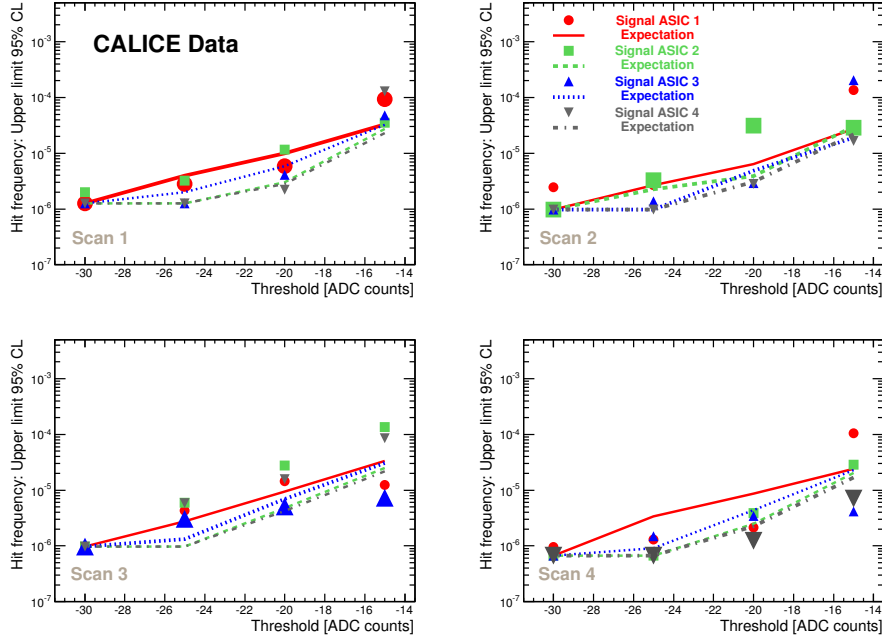 CALICE Data
Hit frequency: Upper limit 95% CL
10⁻³
10⁻⁴
10⁻⁵
10⁻⁶
10⁻⁷
Scan 1
-30 -28 -26 -24 -22 -20 -18 -16 -14
Threshold [ADC counts]
Signal ASIC 1
Expectation
Signal ASIC 2
Expectation
Signal ASIC 3
Expectation
Signal ASIC 4
Expectation
Hit frequency: Upper limit 95% CL
10⁻³
10⁻⁴
10⁻⁵
10⁻⁶
10⁻⁷
Scan 2
-30 -28 -26 -24 -22 -20 -18 -16 -14
Threshold [ADC counts]
Hit frequency: Upper limit 95% CL
10⁻³
10⁻⁴
10⁻⁵
10⁻⁶
10⁻⁷
Scan 3
-30 -28 -26 -24 -22 -20 -18 -16 -14
Threshold [ADC counts]
Hit frequency: Upper limit 95% CL
10⁻³
10⁻⁴
10⁻⁵
10⁻⁶
10⁻⁷
Scan 4
-30 -28 -26 -24 -22 -20 -18 -16 -14
Threshold [ADC counts]